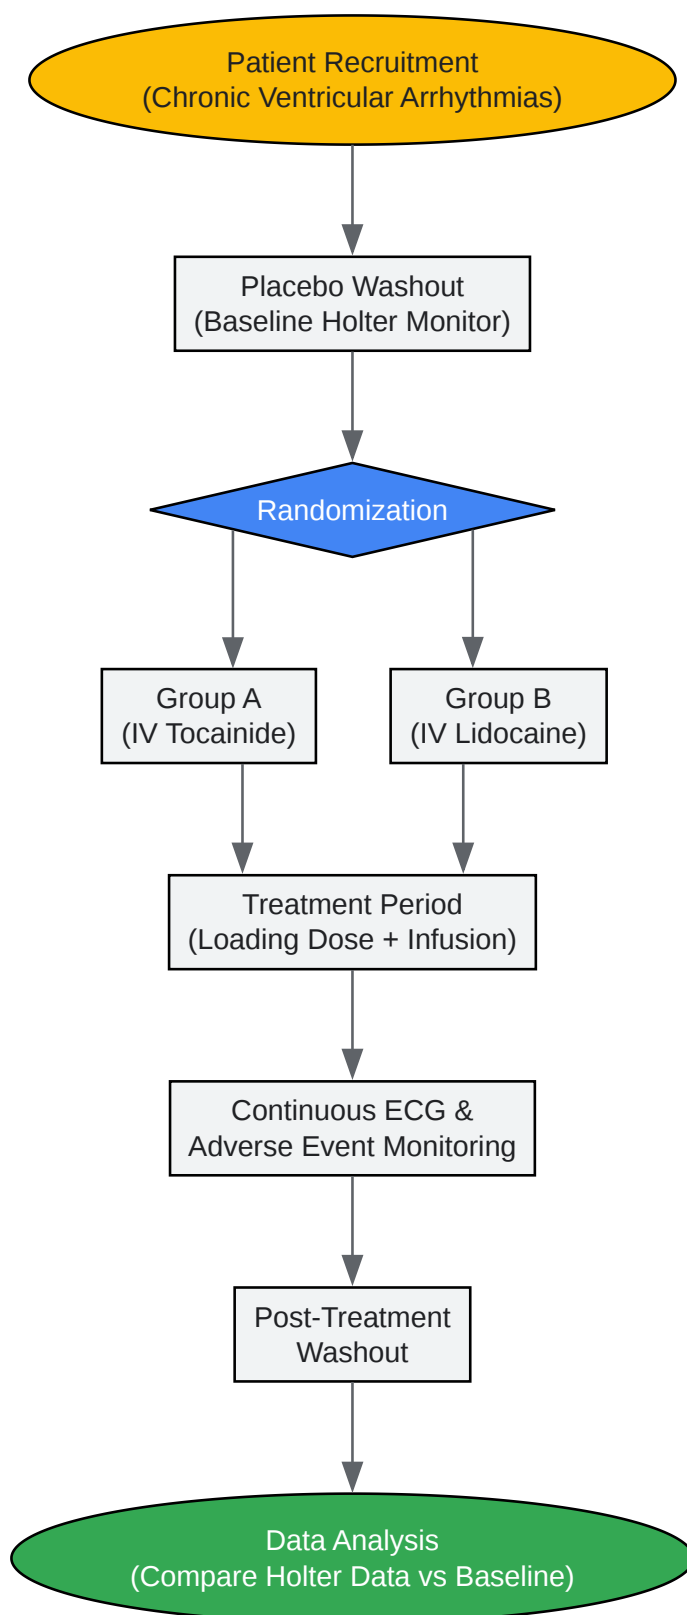 Patient Recruitment
(Chronic Ventricular Arrhythmias)
Placebo Washout
(Baseline Holter Monitor)
Randomization
Group A
(IV Tocainide)
Group B
(IV Lidocaine)
Treatment Period
(Loading Dose + Infusion)
Continuous ECG &
Adverse Event Monitoring
Post-Treatment
Washout
Data Analysis
(Compare Holter Data vs Baseline)